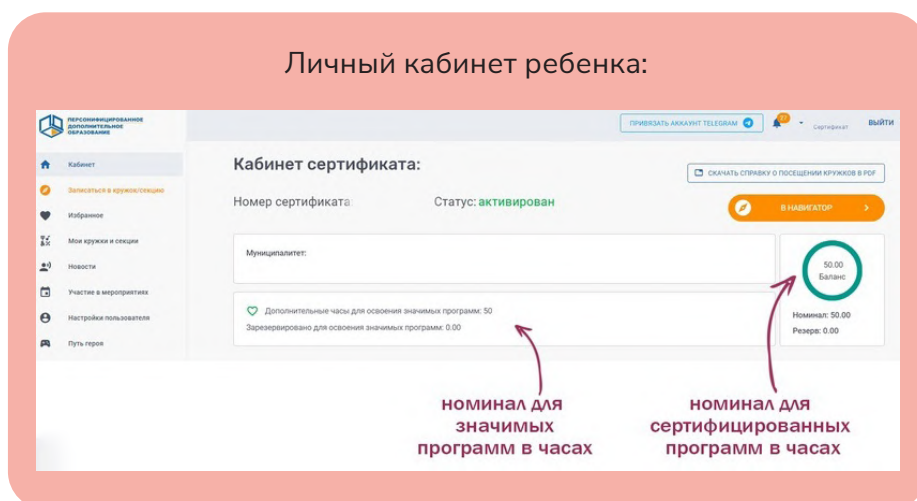 Личный кабинет ребенка:
ПЕРСОНИФИЦИРОВАННОЕ
ДОПОЛНИТЕЛЬНОЕ
ОБРАЗОВАНИЕ
ПРИВЯЗАТЬ АККАУНТ TELEGRAM
Сертификат
ВЫЙТИ
Кабинет
Записаться в кружок/секцию
Избранное
Мои кружки и секции
Новости
Участие в мероприятиях
Настройки пользователя
Путь героя
Кабинет сертификата:
СКАЧАТЬ СПРАВКУ О ПОСЕЩЕНИИ КРУЖКОВ В PDF
Номер сертификата
Статус: активирован
В НАВИГАТОР
Муниципалитет:
50.00
Баланс
Дополнительные часы для освоения значимых программ: 50
Зарезервировано для освоения значимых программ: 0.00
Номинал: 50.00
Резерв: 0.00
номинал для
значимых
программ в часах
номинал для
сертифицированных
программ в часах